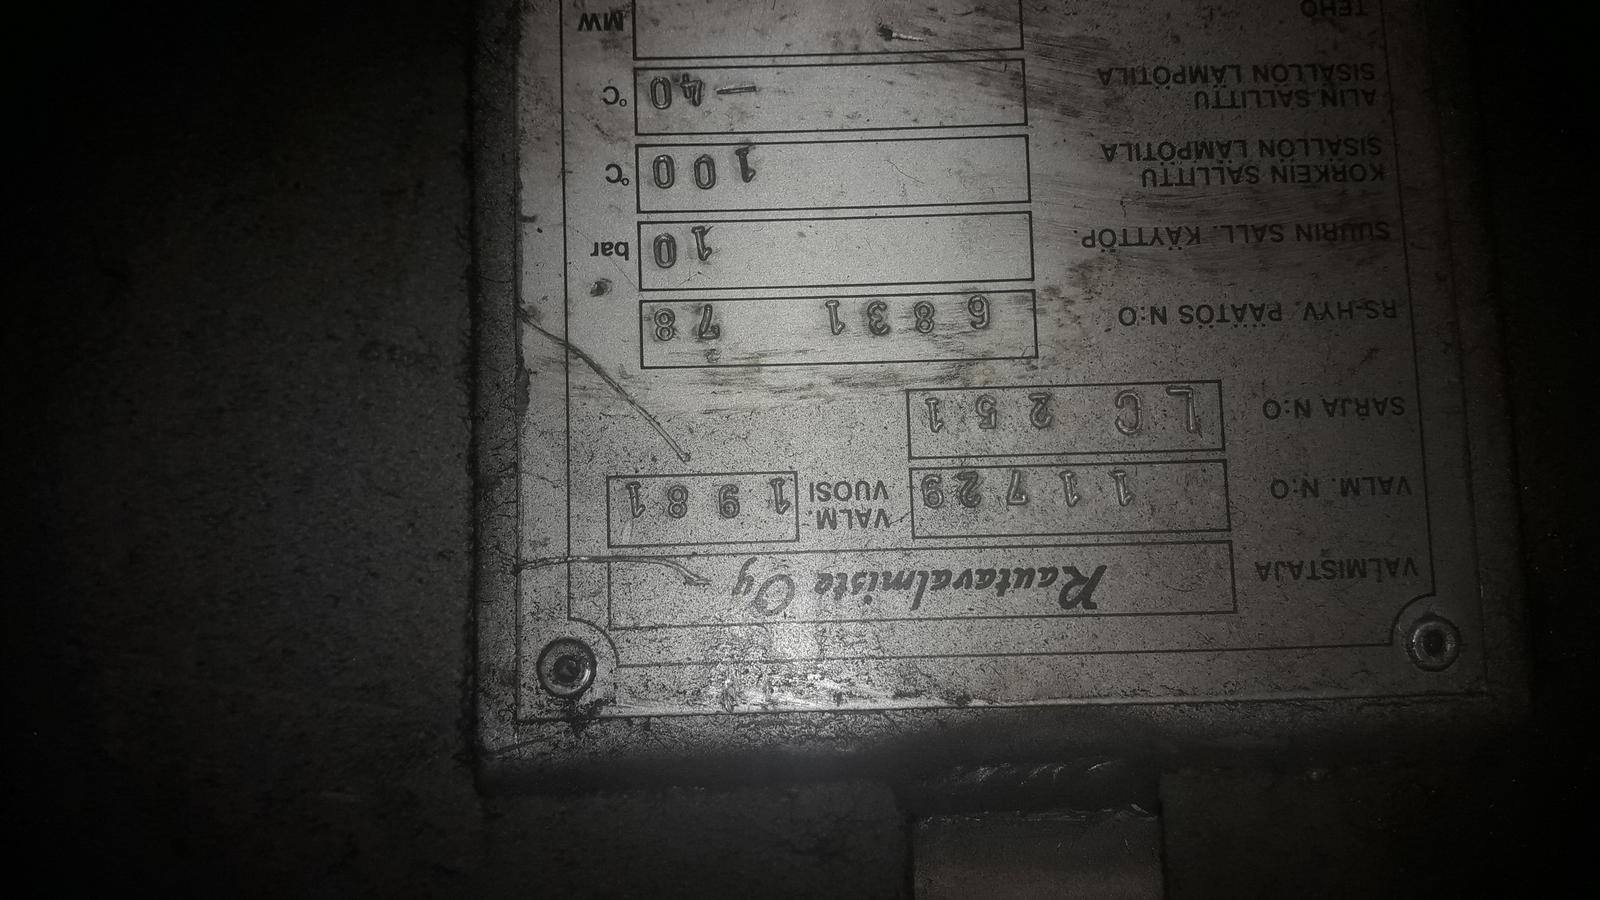 VALMISTAJA Rautavalmiste Oy
VALM. N:O 11729 VALM. VUOSI 1981
SARJA N:O LC 251
RS-HYV. PÄÄTÖS N:O 6831 78
SUURIN SALL. KÄYTTÖP. 10 bar
KORKEIN SALLITTU
SISÄLLÖN LÄMPÖTILA 100 °C
ALIN SALLITTU
SISÄLLÖN LÄMPÖTILA -40 °C
TEHO MW